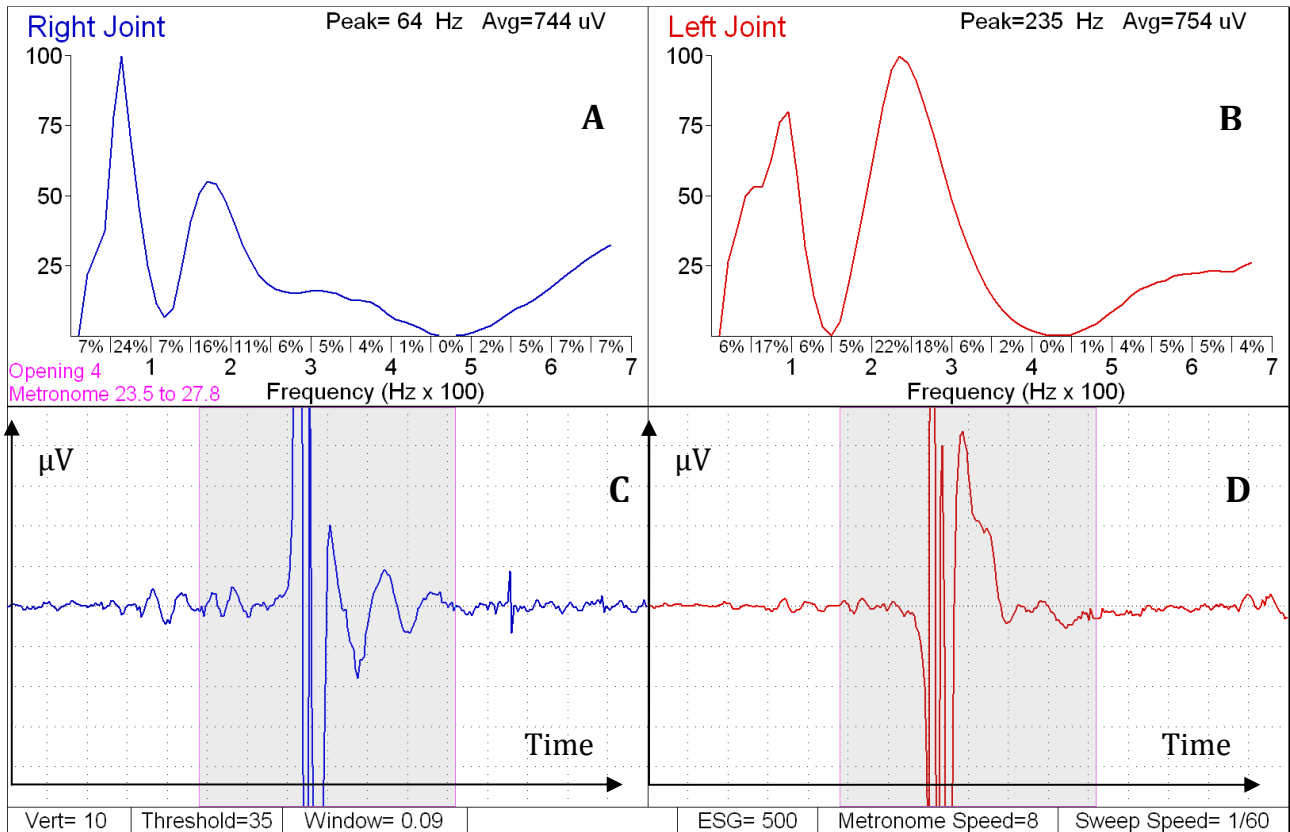 Right Joint
Peak= 64 Hz Avg=744 uV
100
75
50
25
A
7% 24% 7% 16% 11% 6% 5% 4% 1% 0% 2% 5% 7% 7%
1 2 3 4 5 6 7
Opening 4
Metronome 23.5 to 27.8
Frequency (Hz x 100)
Left Joint
Peak=235 Hz Avg=754 uV
100
75
50
25
B
6% 17% 6% 5% 22% 18% 6% 2% 0% 1% 4% 5% 5% 4%
1 2 3 4 5 6 7
Frequency (Hz x 100)
μV
C
Time
μV
D
Time
Vert= 10 Threshold=35 Window= 0.09 ESG= 500 Metronome Speed=8 Sweep Speed= 1/60